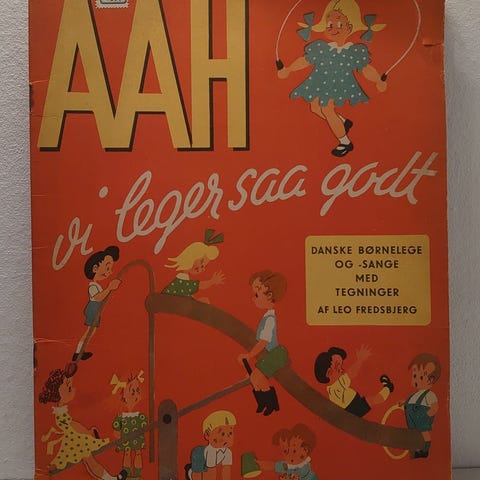 AAH
vi leger saa godt
DANSKE BØRNELEGE
OG -SANGE
MED
TEGNINGER
AF LEO FREDSBJERG